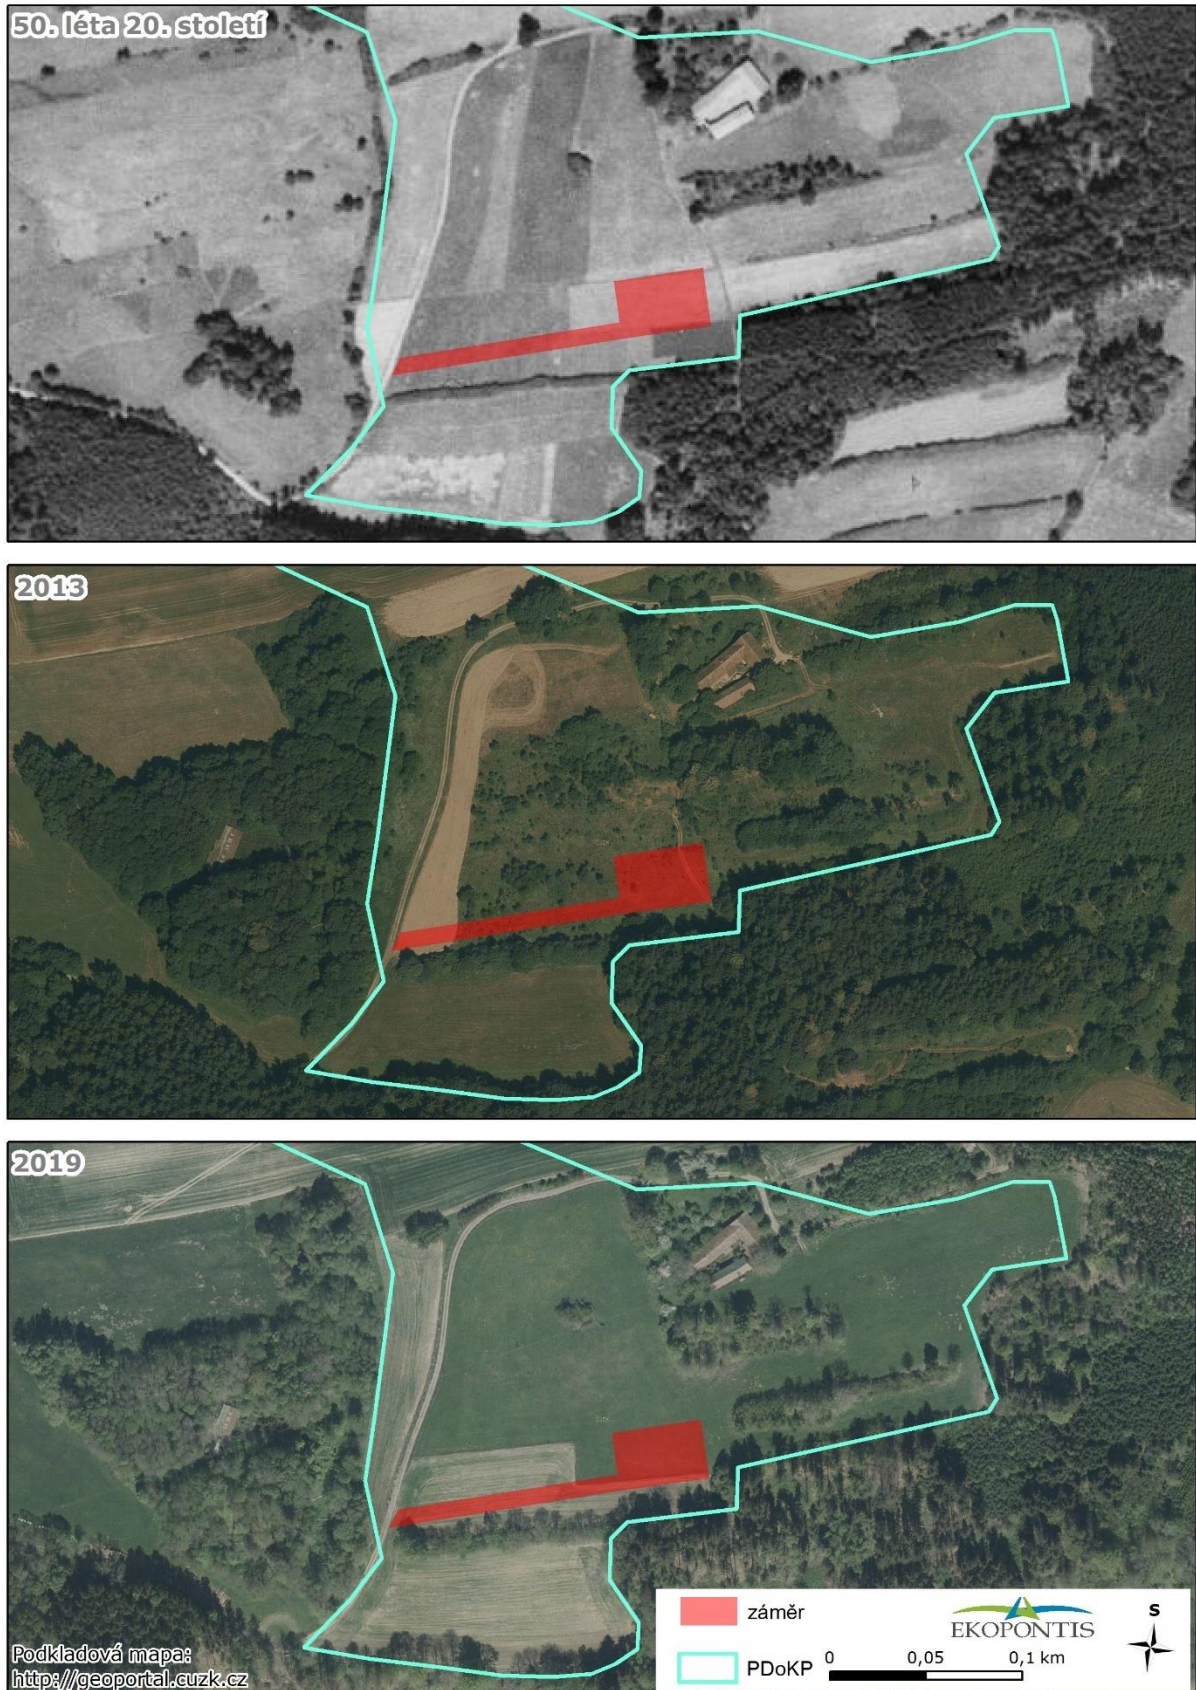 50. léta 20. století
2013
2019
záměr
PDoKP
EKOPONTIS
S
0 0,05 0,1 km
Podkladová mapa:
http://geoportal.cuzk.cz